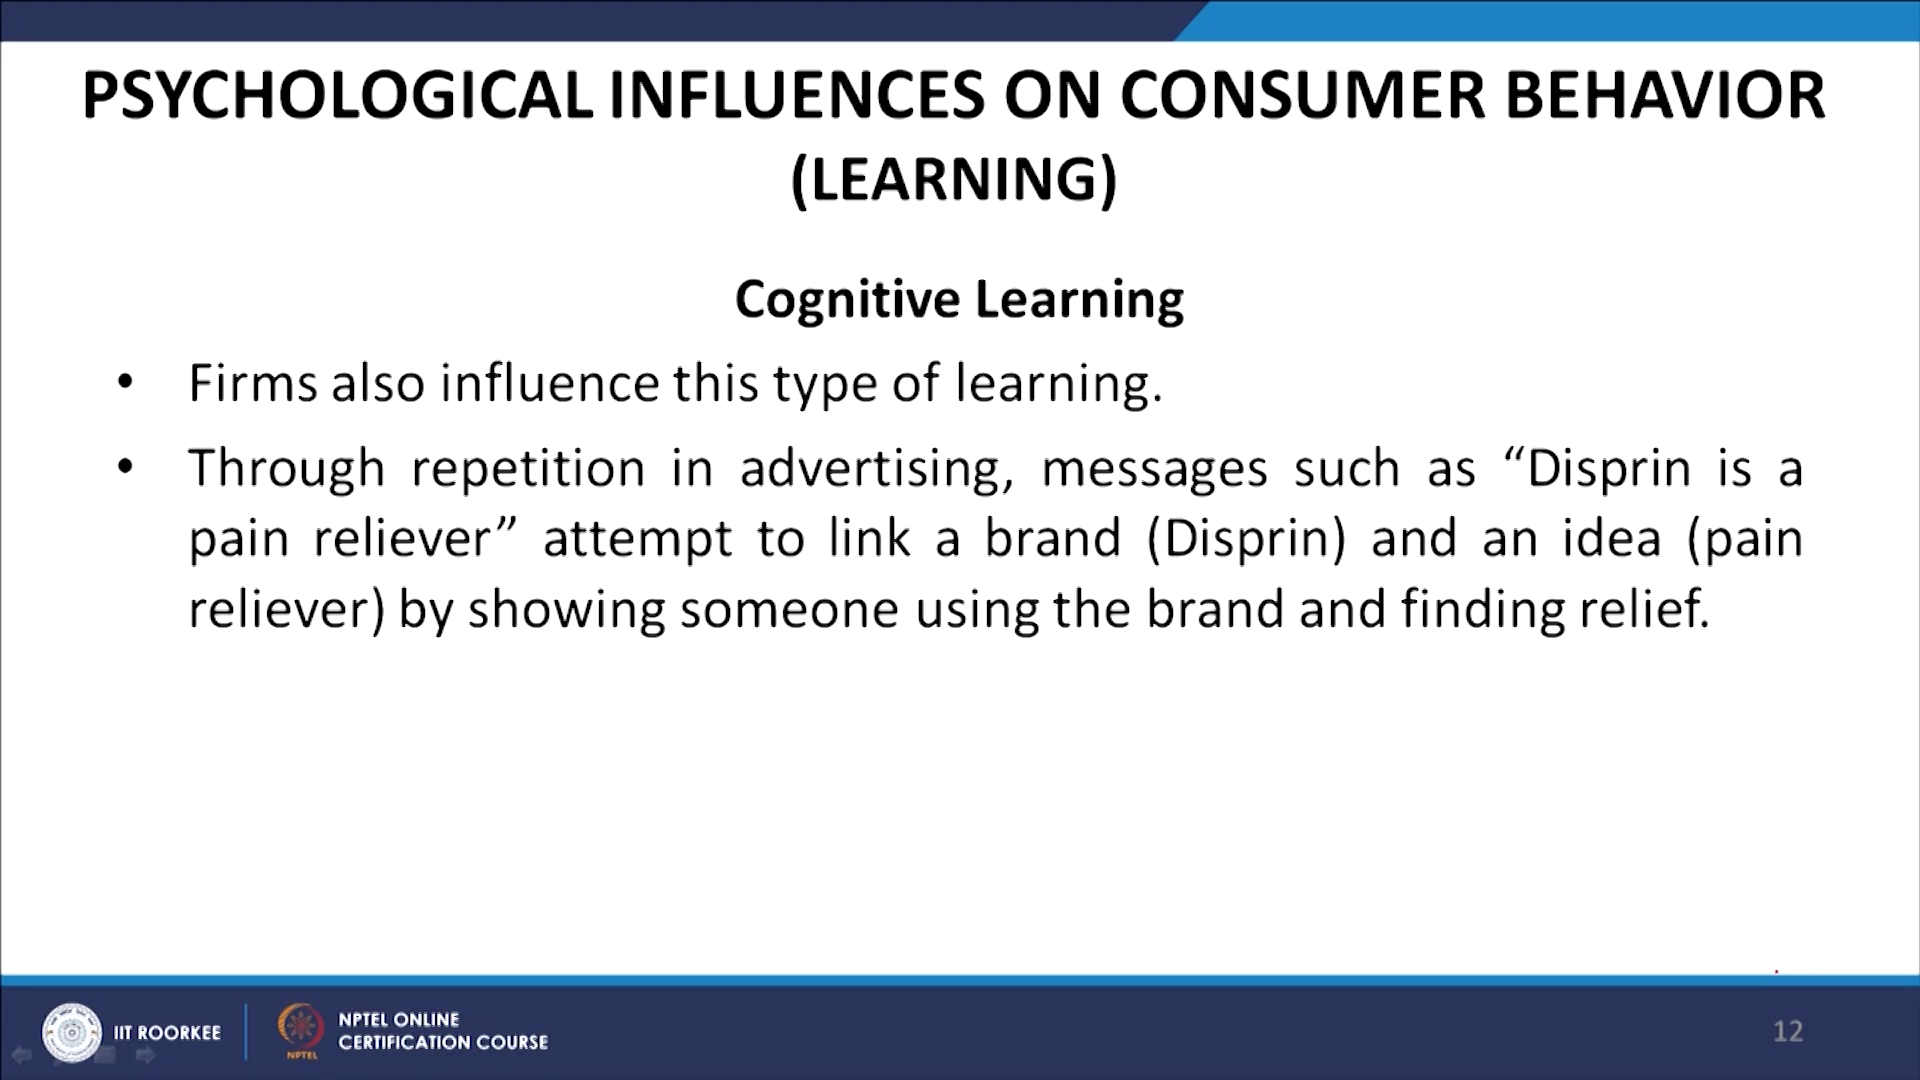 PSYCHOLOGICAL INFLUENCES ON CONSUMER BEHAVIOR
(LEARNING)
Cognitive Learning
• Firms also influence this type of learning.
• Through repetition in advertising, messages such as “Disprin is a
pain reliever” attempt to link a brand (Disprin) and an idea (pain
reliever) by showing someone using the brand and finding relief.
IIT ROORKEE
NPTEL
NPTEL ONLINE
CERTIFICATION COURSE
12